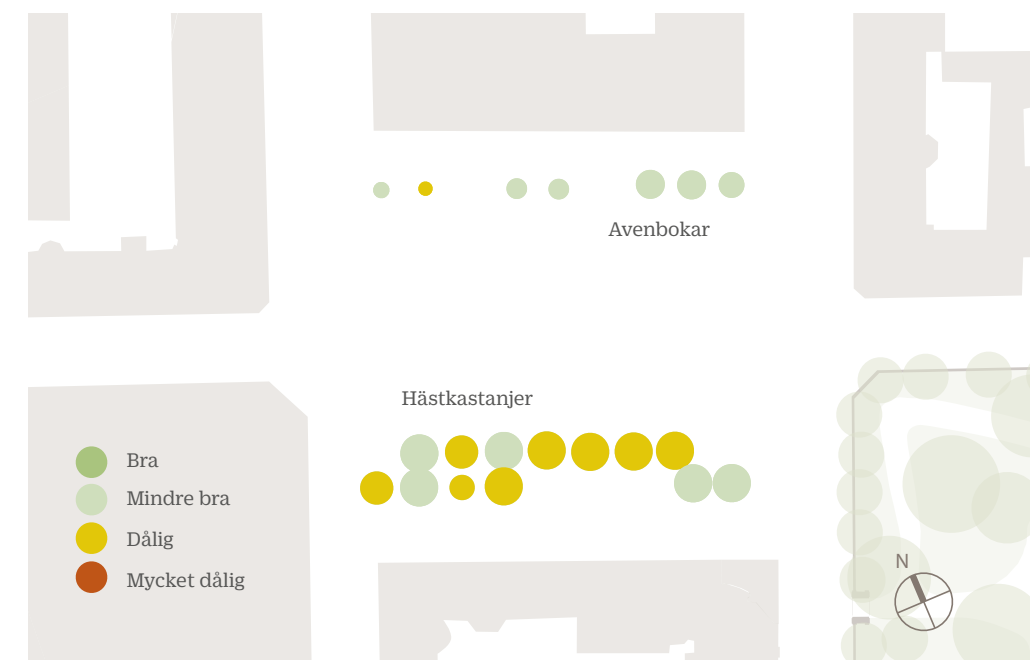 Avenbokar
Hästkastanjer
Bra
Mindre bra
Dålig
Mycket dålig
N